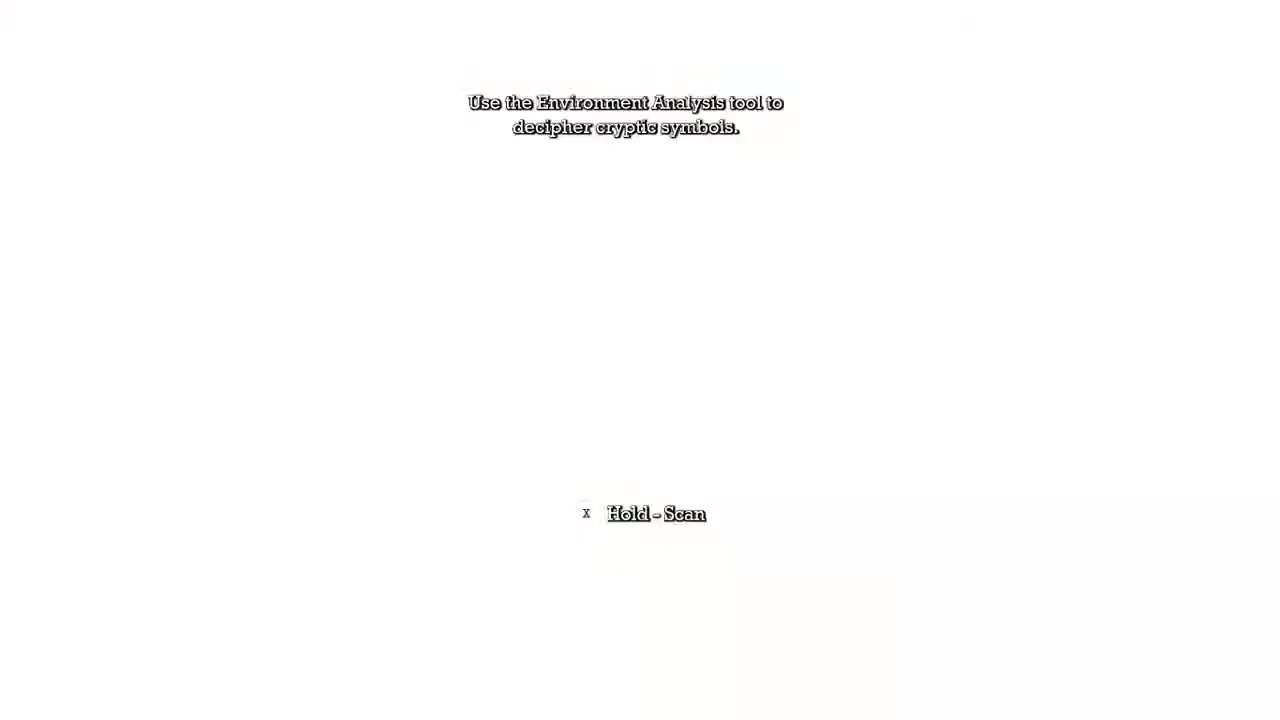 Use the Environment Analysis tool to
decipher cryptic symbols.
X Hold - Scan